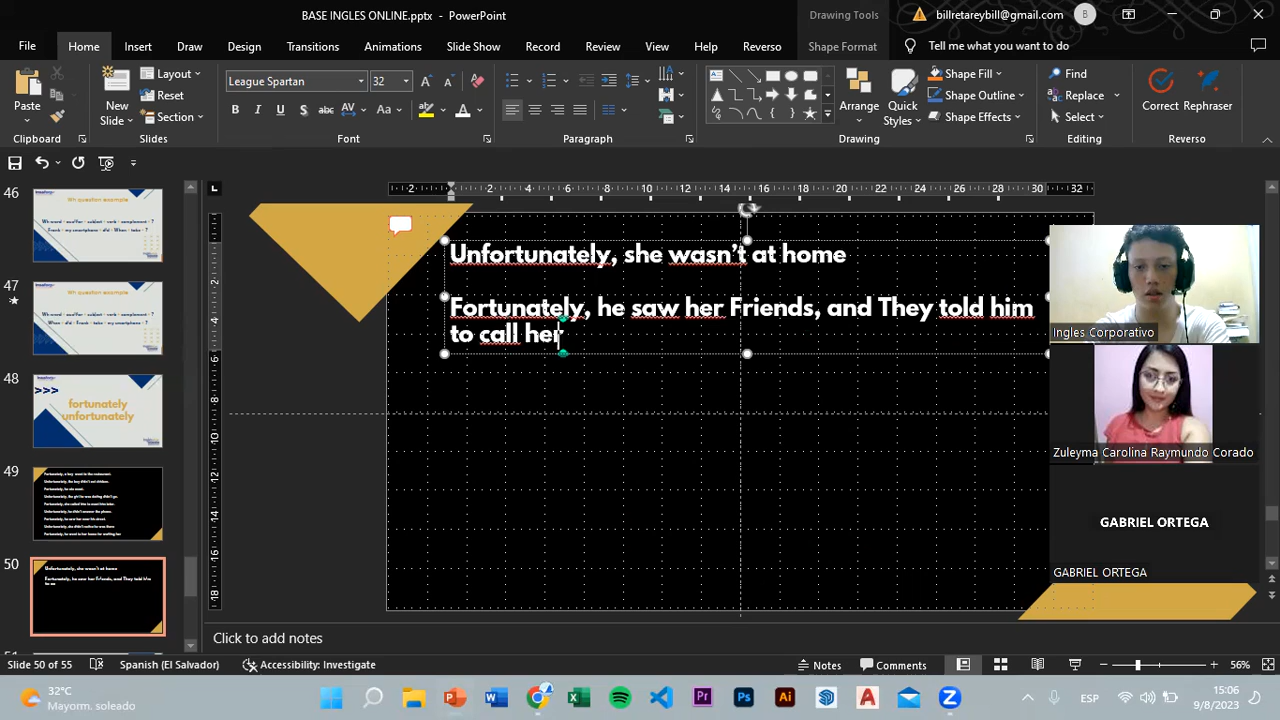 BASE INGLES ONLINE.pptx - PowerPoint
Drawing Tools
billretareybill@gmail.com
B
File Home Insert Draw Design Transitions Animations Slide Show Record Review View Help Reverso Shape Format Tell me what you want to do
Paste
New Slide
Layout
Reset
Section
League Spartan 32
Arrange
Quick Styles
Shape Fill
Shape Outline
Shape Effects
Find
Replace
Select
Correct Rephraser
Clipboard Slides Font Paragraph Drawing Editing Reverso
46
Wh question example
47
Wh question example
48
>>>
fortunately
unfortunately
49
50
Unfortunately, she wasn't at home
Fortunately, he saw her Friends, and They told him
to call her
Ingles Corporativo
Zuleyma Carolina Raymundo Corado
GABRIEL ORTEGA
GABRIEL ORTEGA
Click to add notes
Slide 50 of 55 Spanish (El Salvador) Accessibility: Investigate Notes Comments 56%
32°C
Mayorm. soleado
ESP
15:06
9/8/2023